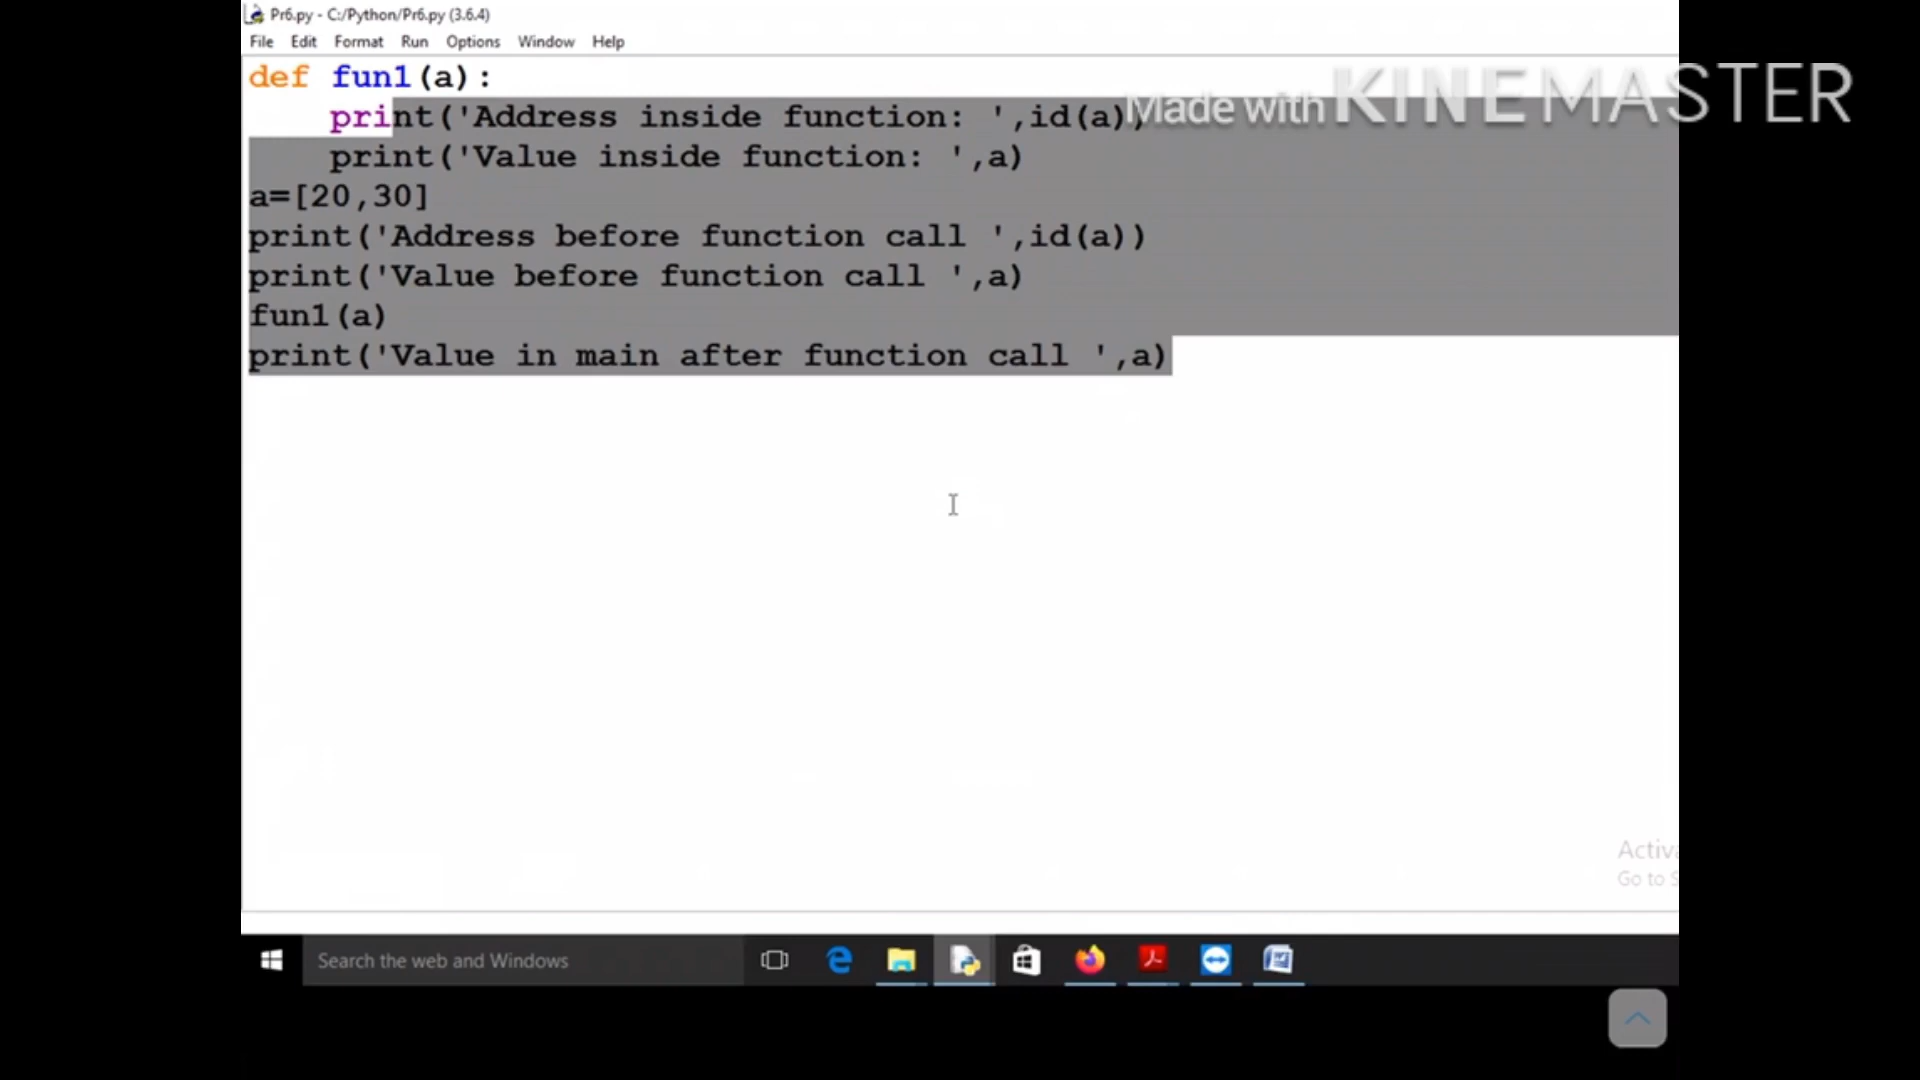 Pr6.py - C:/Python/Pr6.py (3.6.4)
File Edit Format Run Options Window Help
Made with KINEMASTER
def fun1(a):
    print('Address inside function: ',id(a))
    print('Value inside function: ',a)
a=[20,30]
print('Address before function call ',id(a))
print('Value before function call ',a)
fun1(a)
print('Value in main after function call ',a)
Activ
Go to S
Search the web and Windows